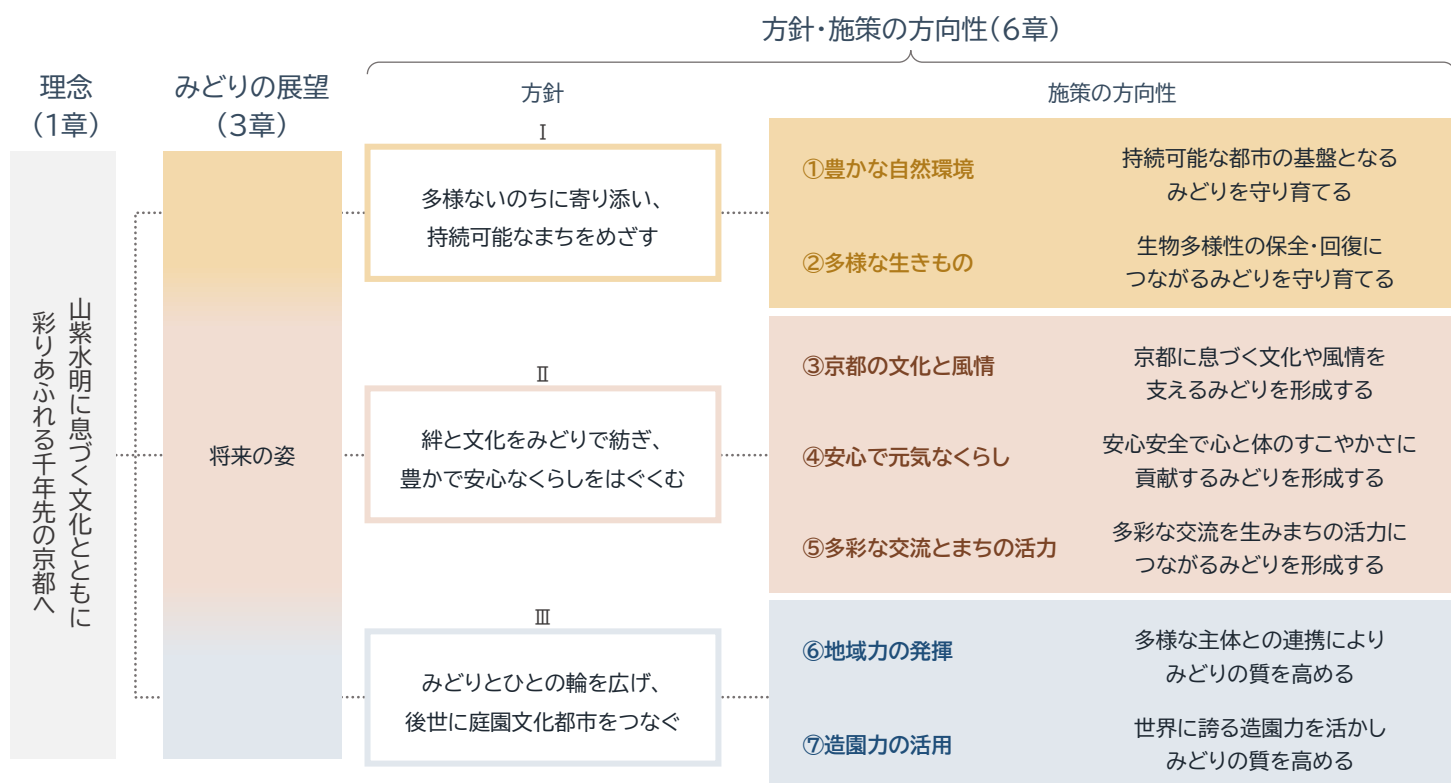 方針・施策の方向性(6章)
理念
(1章)
みどりの展望
(3章)
方針
施策の方向性
山紫水明に息づく文化とともに
彩りあふれる千年先の京都へ
将来の姿
Ⅰ
多様ないのちに寄り添い、
持続可能なまちをめざす
①豊かな自然環境
持続可能な都市の基盤となる
みどりを守り育てる
②多様な生きもの
生物多様性の保全・回復に
つながるみどりを守り育てる
Ⅱ
絆と文化をみどりで紡ぎ、
豊かで安心なくらしをはぐくむ
③京都の文化と風情
京都に息づく文化や風情を
支えるみどりを形成する
④安心で元気なくらし
安心安全で心と体のすこやかさに
貢献するみどりを形成する
⑤多彩な交流とまちの活力
多彩な交流を生みまちの活力に
つながるみどりを形成する
Ⅲ
みどりとひとの輪を広げ、
後世に庭園文化都市をつなぐ
⑥地域力の発揮
多様な主体との連携により
みどりの質を高める
⑦造園力の活用
世界に誇る造園力を活かし
みどりの質を高める